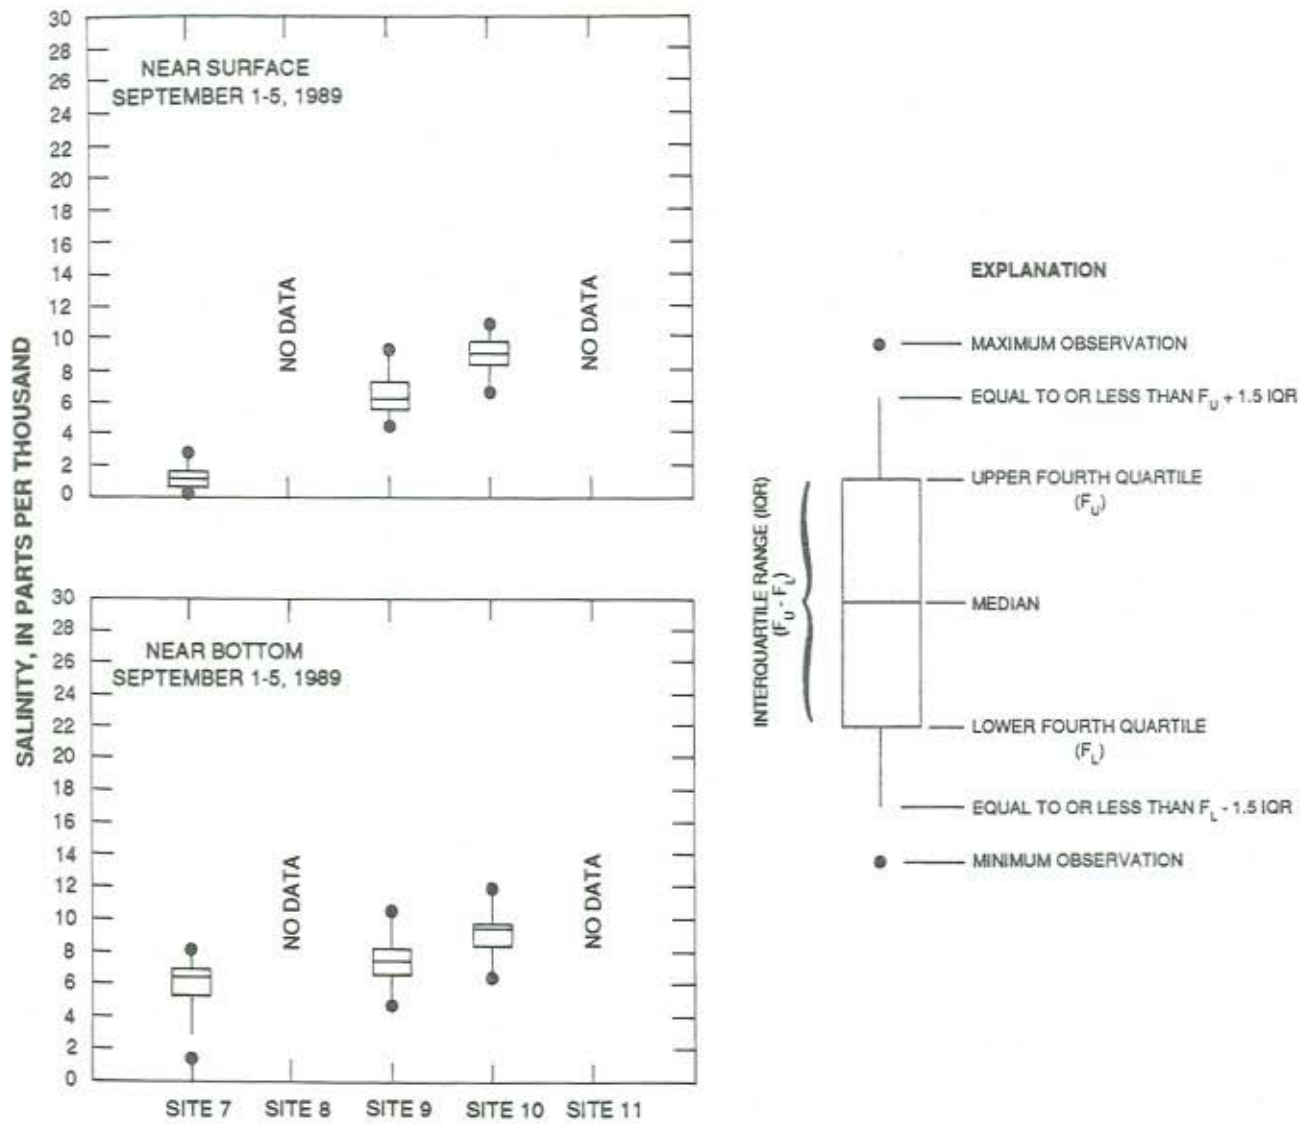 SALINITY, IN PARTS PER THOUSAND
30
28
26
24
22
20
18
16
14
12
10
8
6
4
2
0
NEAR SURFACE
SEPTEMBER 1-5, 1989
NO DATA
NO DATA
30
28
26
24
22
20
18
16
14
12
10
8
6
4
2
0
NEAR BOTTOM
SEPTEMBER 1-5, 1989
NO DATA
NO DATA
SITE 7 SITE 8 SITE 9 SITE 10 SITE 11
EXPLANATION
MAXIMUM OBSERVATION
EQUAL TO OR LESS THAN F_U + 1.5 IQR
UPPER FOURTH QUARTILE
(F_U)
INTERQUARTILE RANGE (IQR)
(F_U - F_L)
MEDIAN
LOWER FOURTH QUARTILE
(F_L)
EQUAL TO OR LESS THAN F_L - 1.5 IQR
MINIMUM OBSERVATION